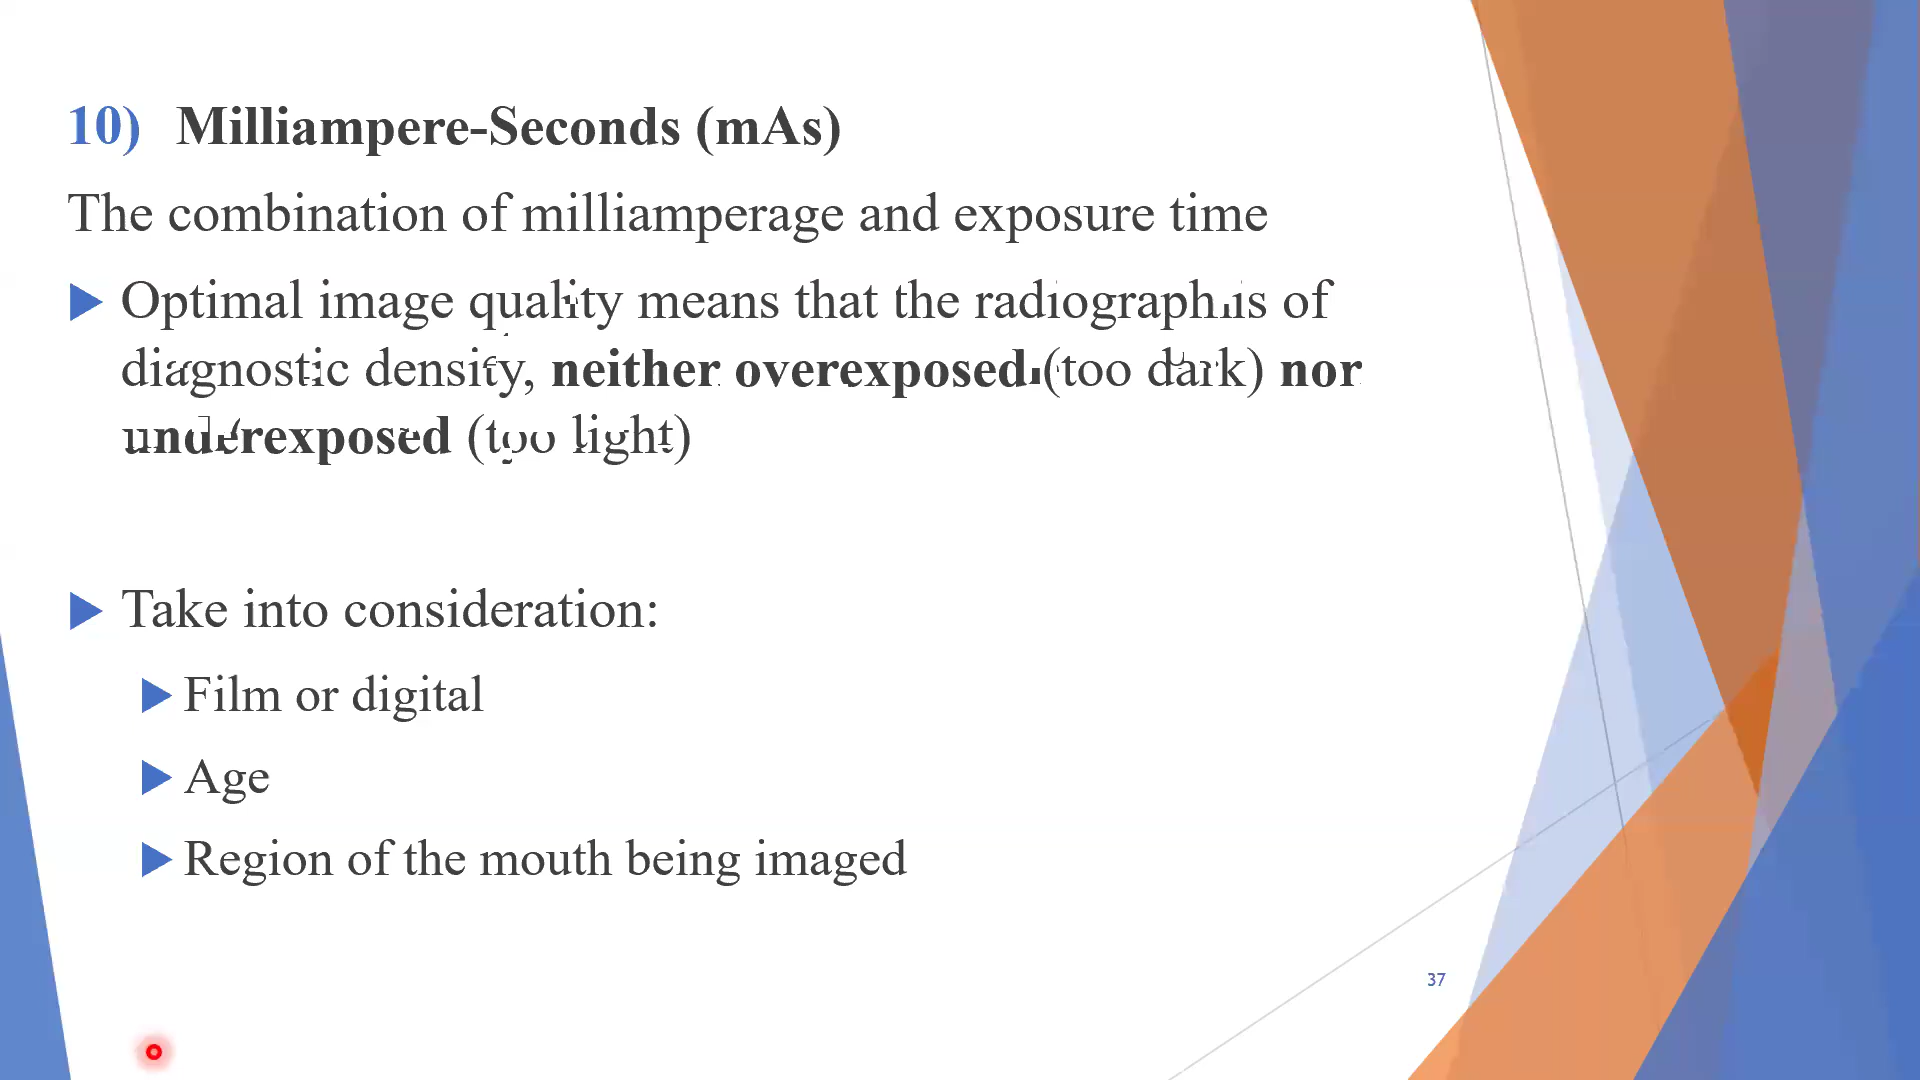 10) Milliampere-Seconds (mAs)
The combination of milliamperage and exposure time
Optimal image quality means that the radiograph is of
diagnostic density, neither overexposed (too dark) nor
underexposed (too light)
Take into consideration:
Film or digital
Age
Region of the mouth being imaged
37